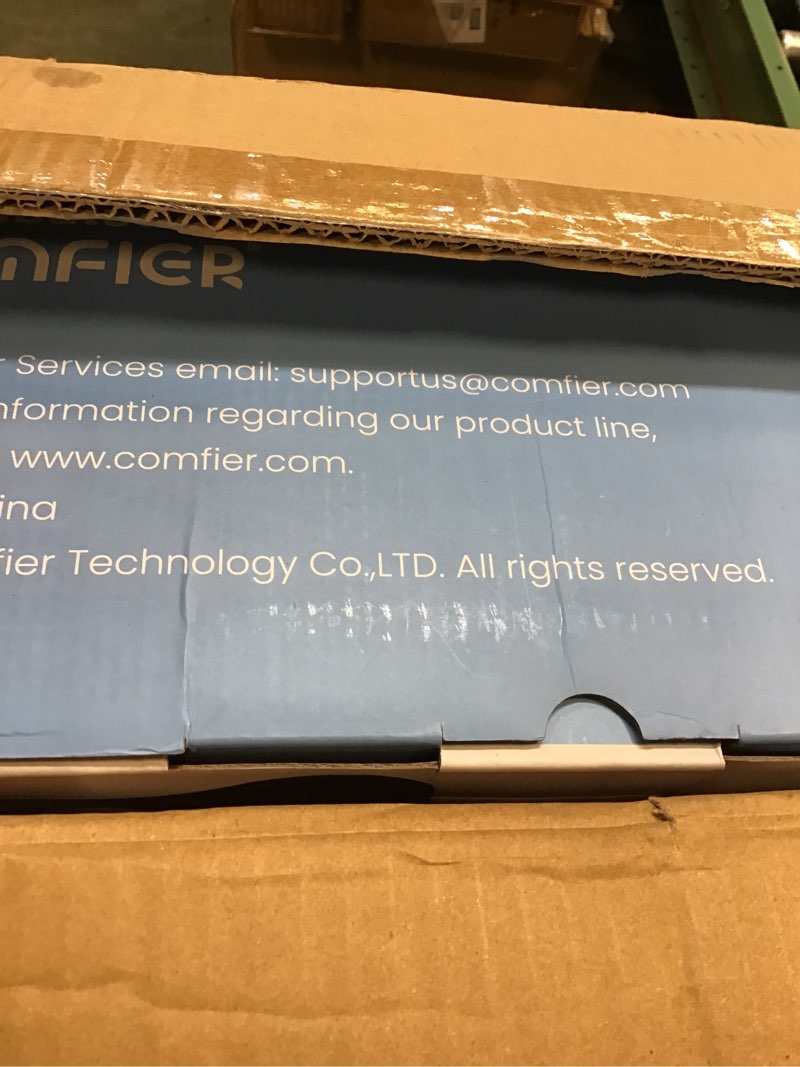 MFIER
Services email: supportus@comfier.com
nformation regarding our product line,
www.comfier.com.
ina
fier Technology Co.,LTD. All rights reserved.